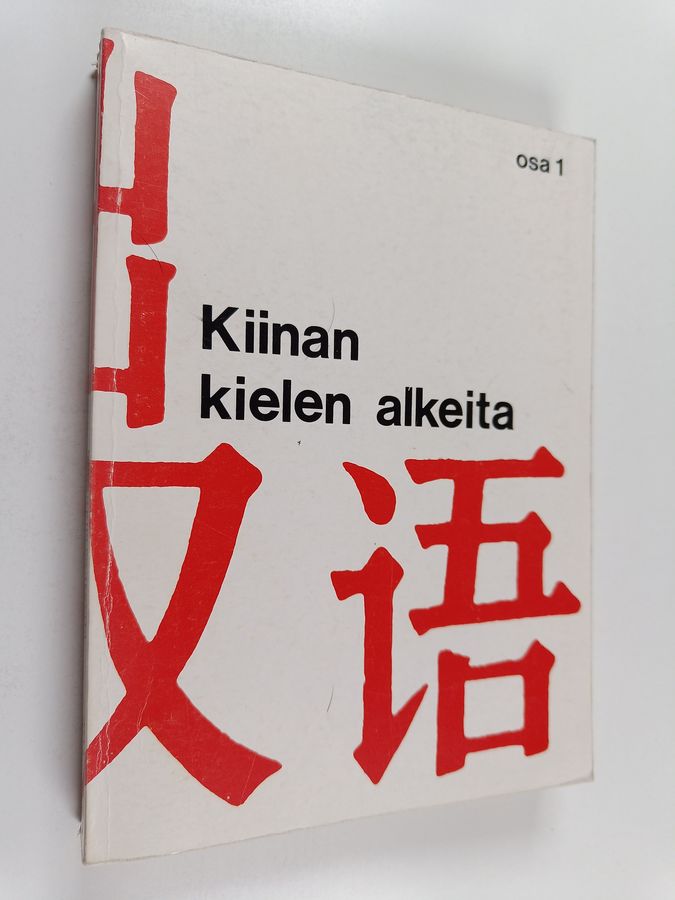 osa 1
Kiinan
kielen alkeita
汉语